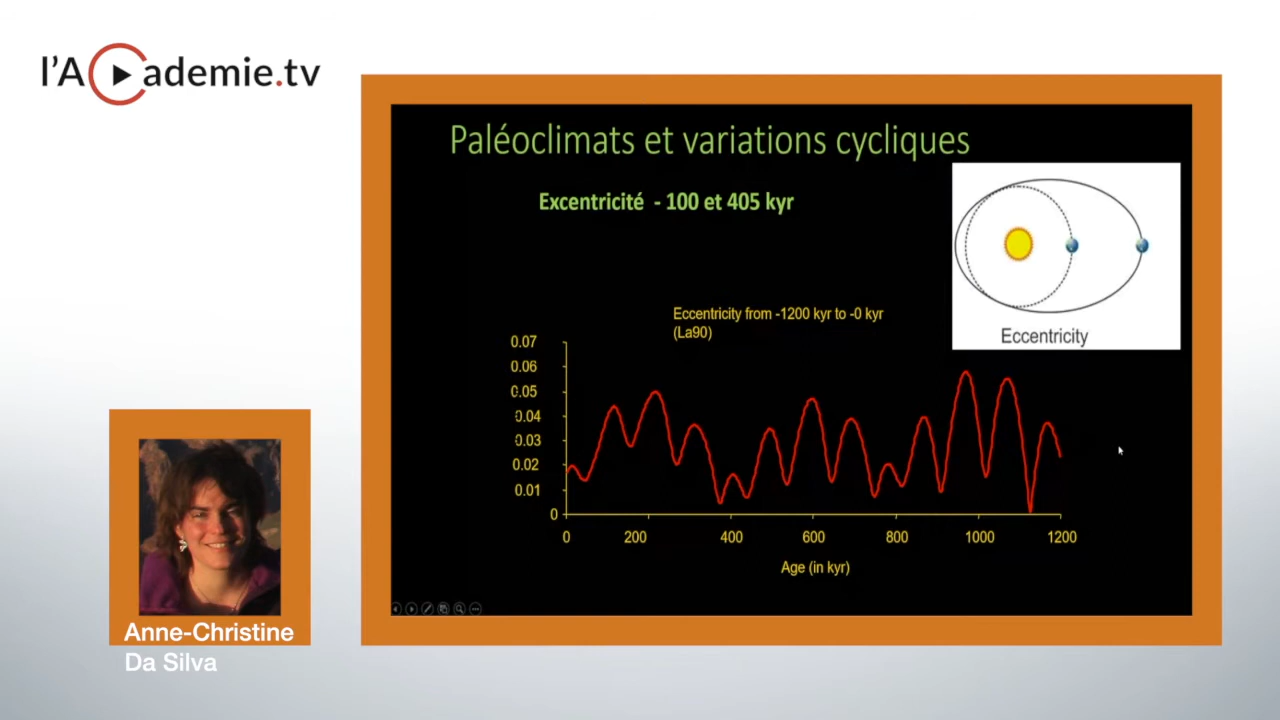 l'Academie.tv
Paléoclimats et variations cycliques
Excentricité - 100 et 405 kyr
Eccentricity
Eccentricity from -1200 kyr to -0 kyr
(La90)
0.07
0.06
0.05
0.04
0.03
0.02
0.01
0
0 200 400 600 800 1000 1200
Age (in kyr)
Anne-Christine
Da Silva